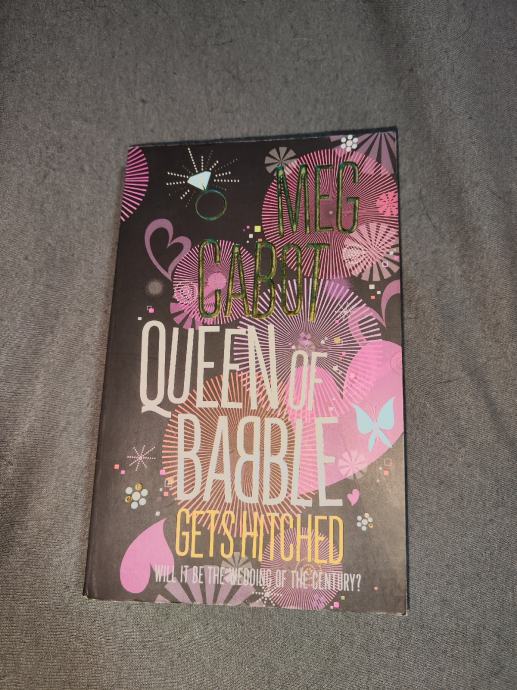 MEG
CABOT
QUEEN OF
BABBLE
GETS HITCHED
WILL IT BE THE WEDDING OF THE CENTURY?